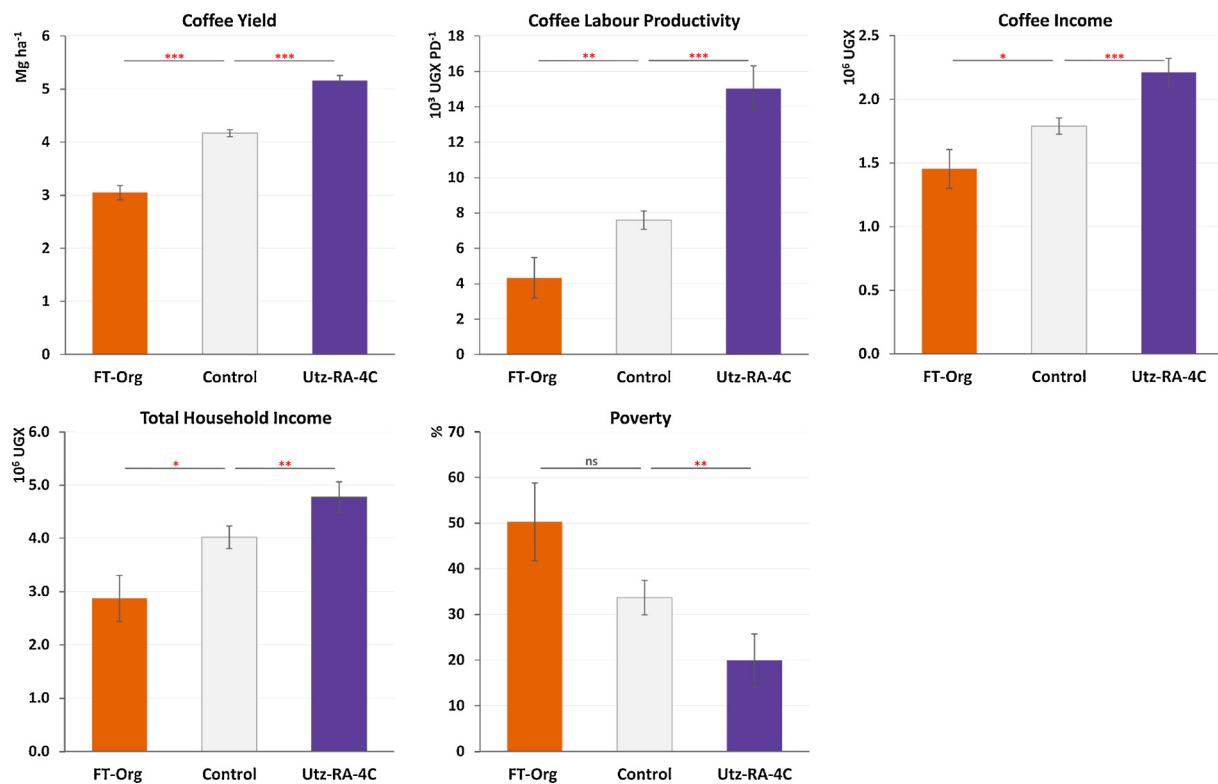 Coffee Yield
Mg ha⁻¹
6
5
4
3
2
1
0
***
***
FT-Org
Control
Utz-RA-4C
Coffee Labour Productivity
10³ UGX PD⁻¹
18
16
14
12
10
8
6
4
2
0
**
***
FT-Org
Control
Utz-RA-4C
Coffee Income
10⁶ UGX
2.5
2.0
1.5
1.0
0.5
0.0
*
***
FT-Org
Control
Utz-RA-4C
Total Household Income
10⁶ UGX
6.0
5.0
4.0
3.0
2.0
1.0
0.0
*
**
FT-Org
Control
Utz-RA-4C
Poverty
%
70
60
50
40
30
20
10
0
ns
**
FT-Org
Control
Utz-RA-4C